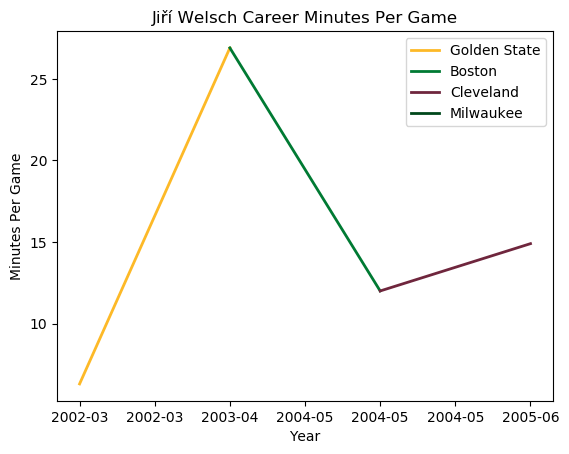 Jiří Welsch Career Minutes Per Game
Golden State
Boston
Cleveland
Milwaukee
Minutes Per Game
25
20
15
10
2002-03 2002-03 2003-04 2004-05 2004-05 2004-05 2005-06
Year